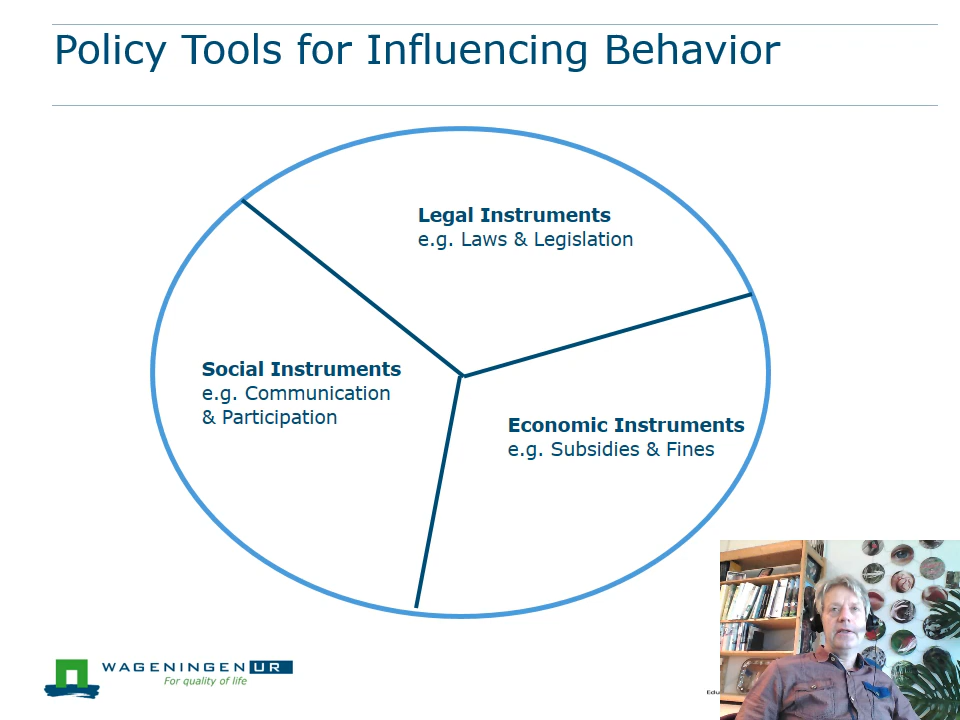 Policy Tools for Influencing Behavior
Legal Instruments
e.g. Laws & Legislation
Social Instruments
e.g. Communication
& Participation
Economic Instruments
e.g. Subsidies & Fines
WAGENINGEN UR
For quality of life
Edu